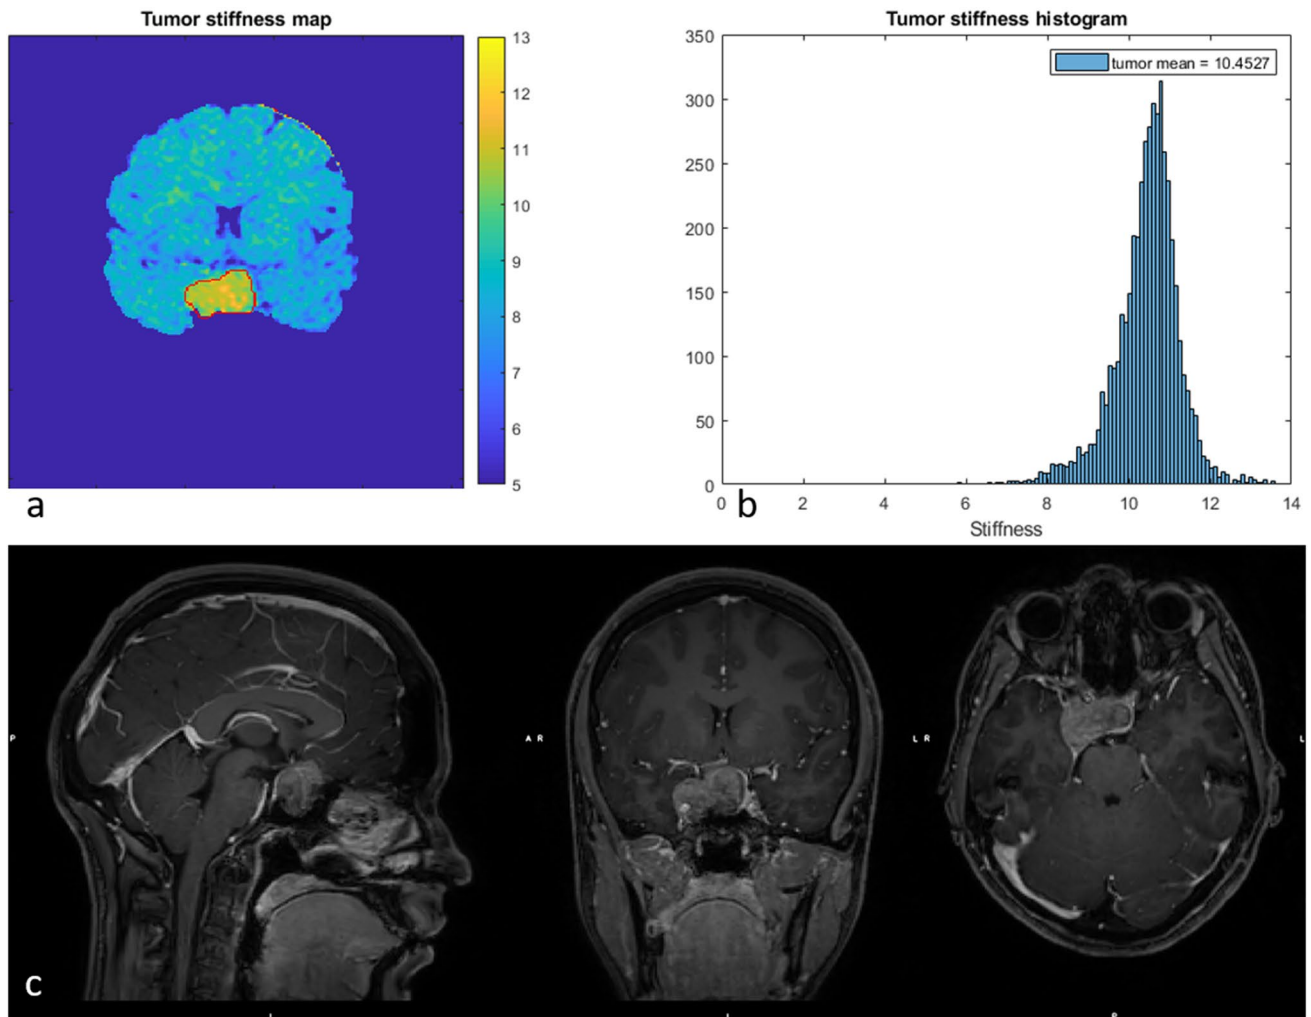 Tumor stiffness map
13
12
11
10
9
8
7
6
5
a
Tumor stiffness histogram
tumor mean = 10.4527
350
300
250
200
150
100
50
0
0 2 4 6 8 10 12 14
Stiffness
b
P
A R
L R
L
I
I
P
c